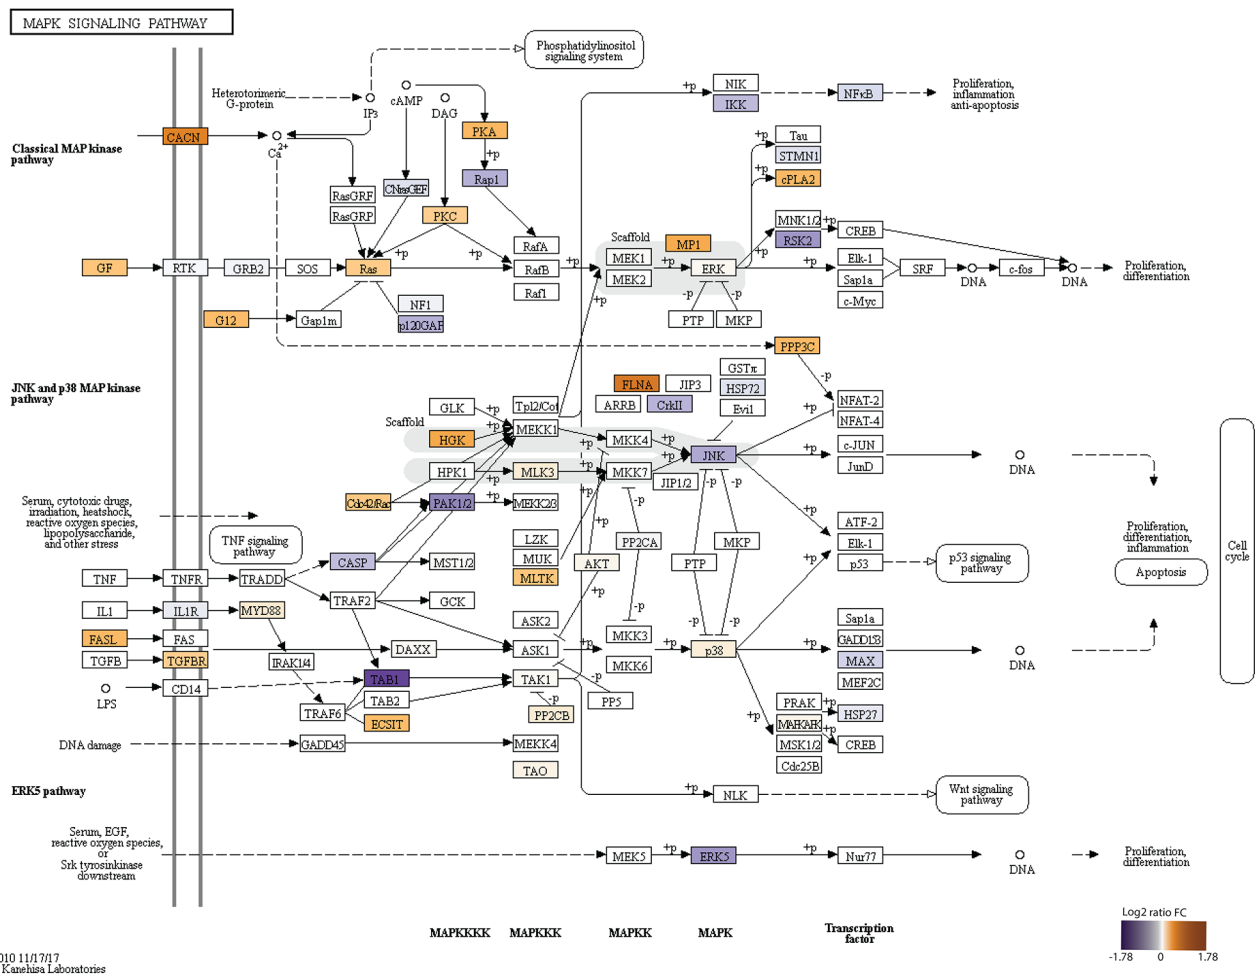 MAPK SIGNALING PATHWAY
Phosphatidylinositol
signaling system
Heterotorimeric
G-protein
IP3
cAMP
DAG
NIK
IKK
+p
NFκB
Proliferation,
inflammation
anti-apoptosis
Classical MAP kinase
pathway
CACN
Ca2+
PKA
+p
Rap1
Tau
STMN1
cPLA2
+p
+p
RasGRF
RasGRP
CNrasGEF
PKC
MNK1/2
RSK2
+p
+p
CREB
GF
RTK
GRB2
SOS
Ras
+p
+p
RafA
RafB
Raf1
+p
Scaffold
MEK1
MEK2
+p
MP1
ERK
+p
Elk-1
Sap1a
c-Myc
SRF
DNA
c-fos
DNA
Proliferation,
differentiation
G12
Gap1m
NF1
p120GAP
+p
-p
-p
PTP
MKP
PPP3C
-p
JNK and p38 MAP kinase
pathway
GSTπ
HSP72
Evi1
FLNA
JIP3
ARRB
CrkII
+p
NFAT-2
NFAT-4
GLK
+p
Tpl2/Cot
Scaffold
HGK
+p
MEKK1
+p
MKK4
JNK
c-JUN
JunD
+p
DNA
HPK1
+p
MLK3
+p
MKK7
+p
JIP1/2
Cdc42/Rac
PAK1/2
+p
MEKK2/3
Serum, cytotoxic drugs,
irradiation, heatshock,
reactive oxygen species,
lipopolysaccharide,
and other stress
TNF signaling
pathway
LZK
MUK
MLTK
+p
AKT
-p
PP2CA
-p
-p
PTP
MKP
+p
ATF-2
Elk-1
p53
p53 signaling
pathway
Proliferation,
differentiation,
inflammation
Apoptosis
Cell
cycle
CASP
MST1/2
TNF
TNFR
TRADD
TRAF2
GCK
IL1
IL1R
MYD88
ASK2
-p
-p
-p
-p
MKK3
MKK6
FASL
FAS
DAXX
ASK1
+p
+p
p38
+p
Sap1a
GADD153
MAX
MEF2C
DNA
TGFB
TGFBR
IRAK1/4
LPS
CD14
TAB1
TAB2
ECSIT
TAK1
-p
-p
PP5
PP2CB
TRAF6
+p
PRAK
MAPKAPK
MSK1/2
Cdc25B
+p
+p
HSP27
CREB
DNA damage
GADD45
MEKK4
TAO
ERK5 pathway
+p
NLK
Wnt signaling
pathway
Serum, EGF,
reactive oxygen species,
or
Srk tyrosinkinase
downstream
MEK5
+p
ERK5
+p
Nur77
DNA
Proliferation,
differentiation
MAPKKKK
MAPKKK
MAPKK
MAPK
Transcription
factor
Log2 ratio FC
-1.78
0
1.78
010 11/17/17
Kanehisa Laboratories